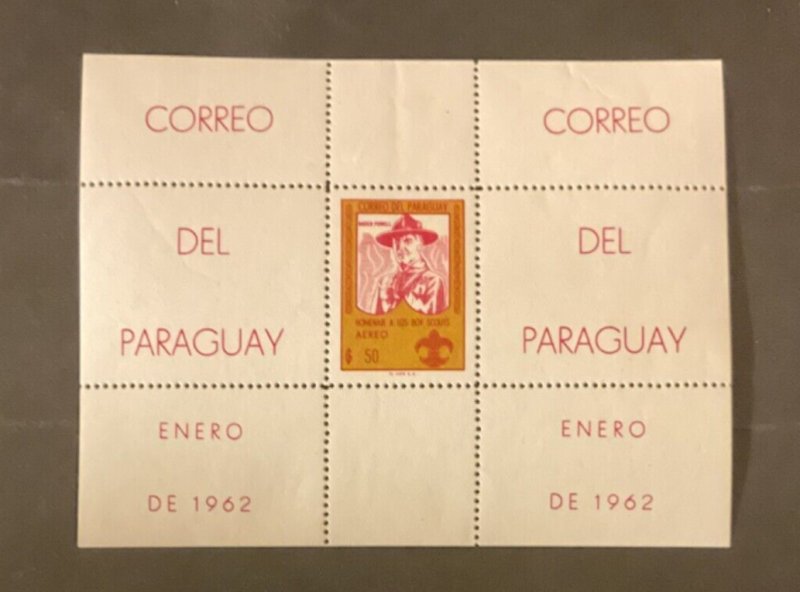 CORREO
DEL
PARAGUAY
ENERO
DE 1962
CORREO DEL PARAGUAY
BADEN POWELL
HOMENAJE A LOS BOY SCOUTS
AEREO
₲ 50
CORREO
DEL
PARAGUAY
ENERO
DE 1962